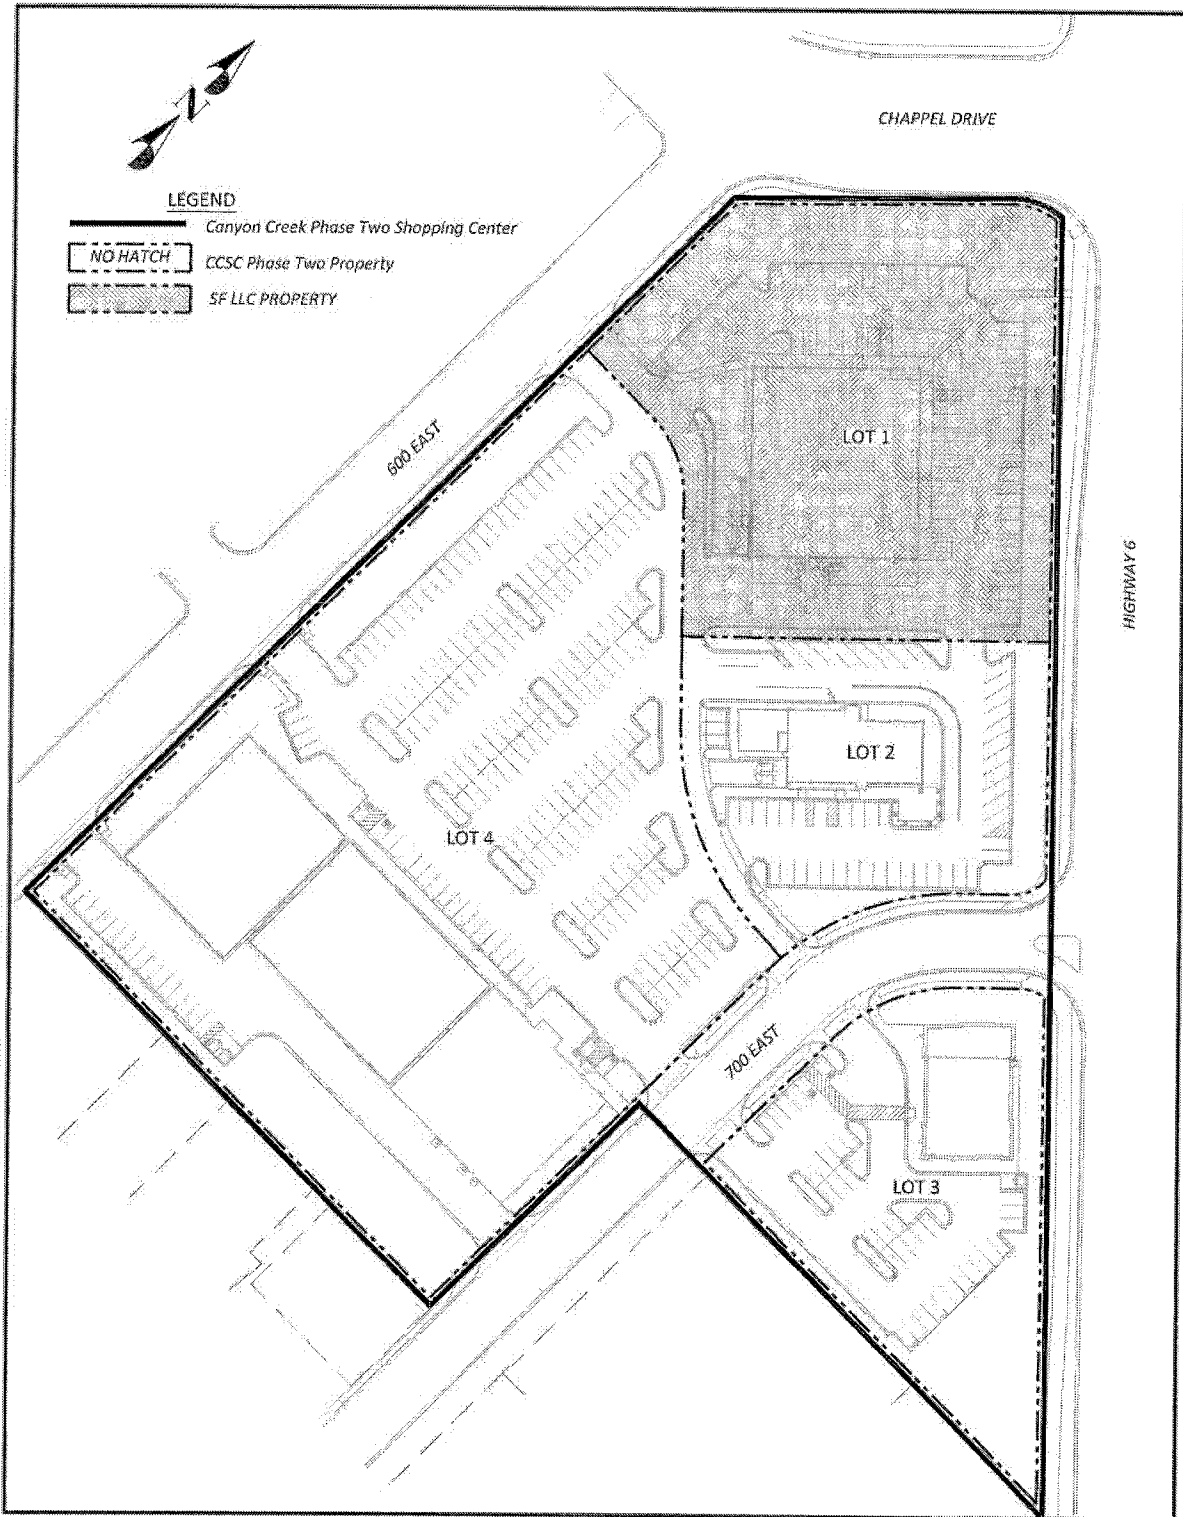 CHAPPEL DRIVE
N
LEGEND
Canyon Creek Phase Two Shopping Center
NO HATCH
CCSC Phase Two Property
SF LLC PROPERTY
LOT 1
600 EAST
HIGHWAY 6
LOT 2
LOT 4
700 EAST
LOT 3